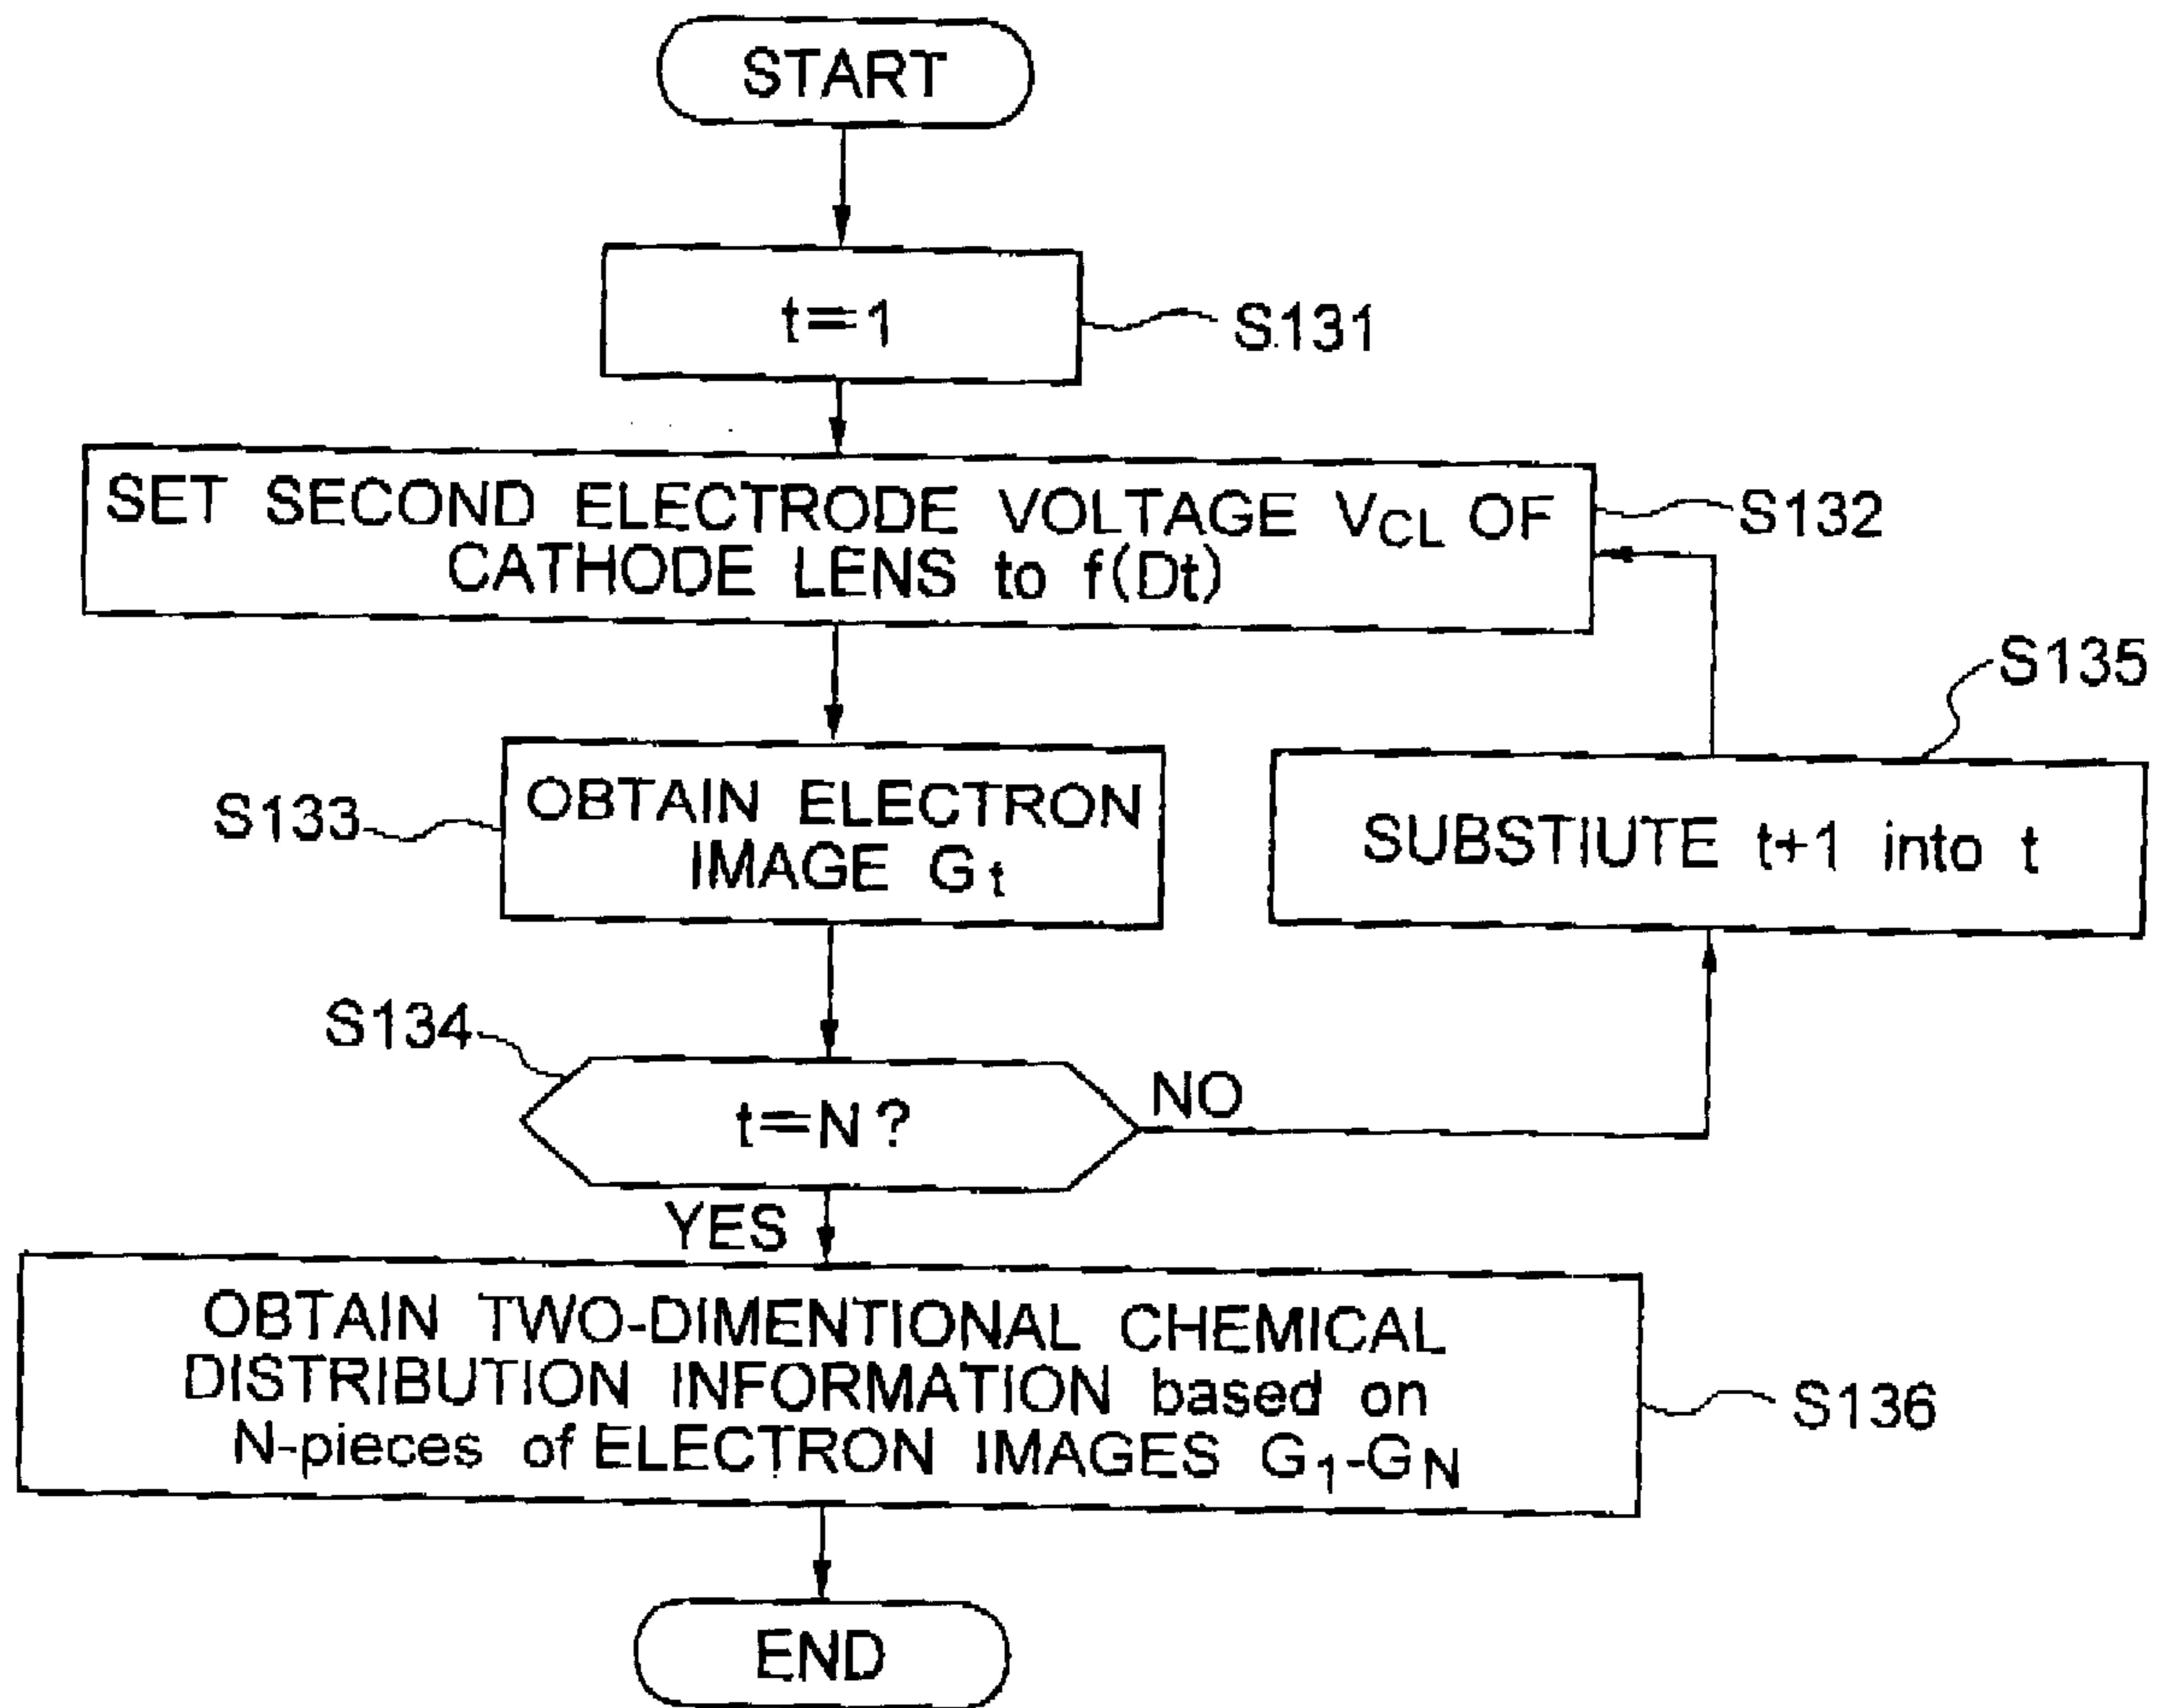 START
t=1
S131
SET SECOND ELECTRODE VOLTAGE VCL OF
CATHODE LENS to f(Dt)
S132
S135
OBTAIN ELECTRON
IMAGE Gt
S133
SUBSTIUTE t+1 into t
S134
t=N?
NO
YES
OBTAIN TWO-DIMENTIONAL CHEMICAL
DISTRIBUTION INFORMATION based on
N-pieces of ELECTRON IMAGES G1-GN
S136
END